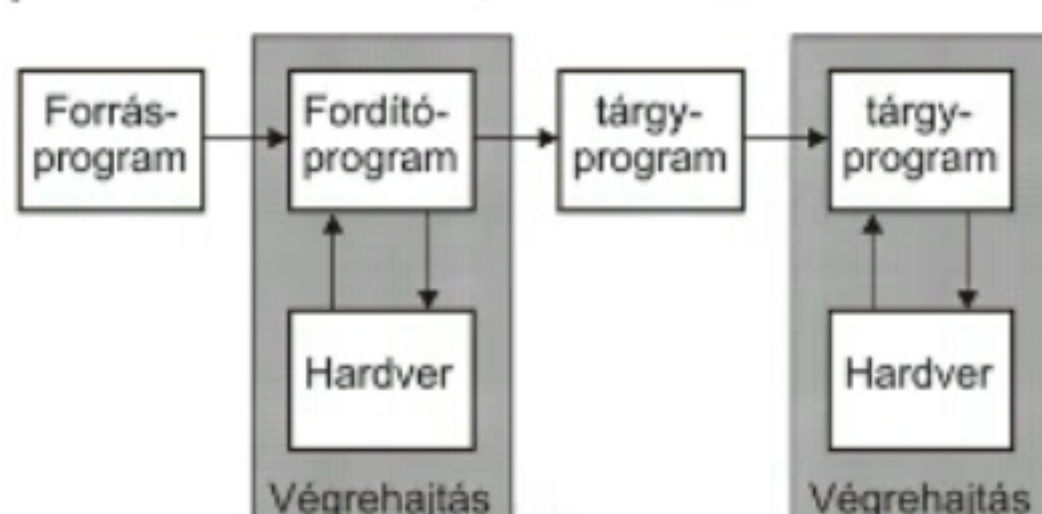 Forrás-
program
Fordító-
program
tárgy-
program
tárgy-
program
Hardver
Hardver
Végrehajtás
Végrehajtás